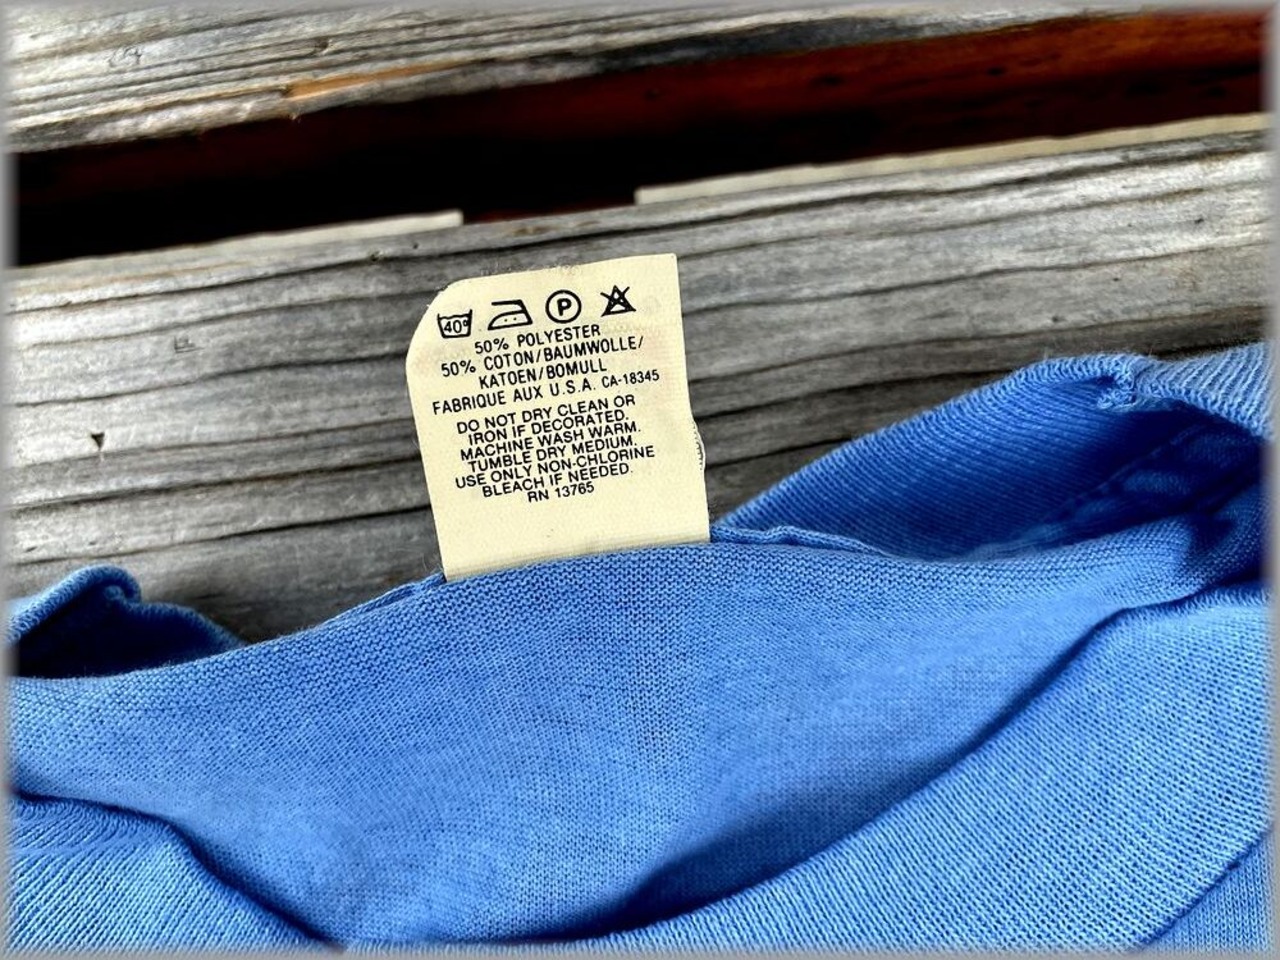 40°
P
50% POLYESTER
50% COTON/BAUMWOLLE/
KATOEN/BOMULL
FABRIQUE AUX U.S.A. CA-18345
DO NOT DRY CLEAN OR
IRON IF DECORATED.
MACHINE WASH WARM.
TUMBLE DRY MEDIUM.
USE ONLY NON-CHLORINE
BLEACH IF NEEDED.
RN 13765